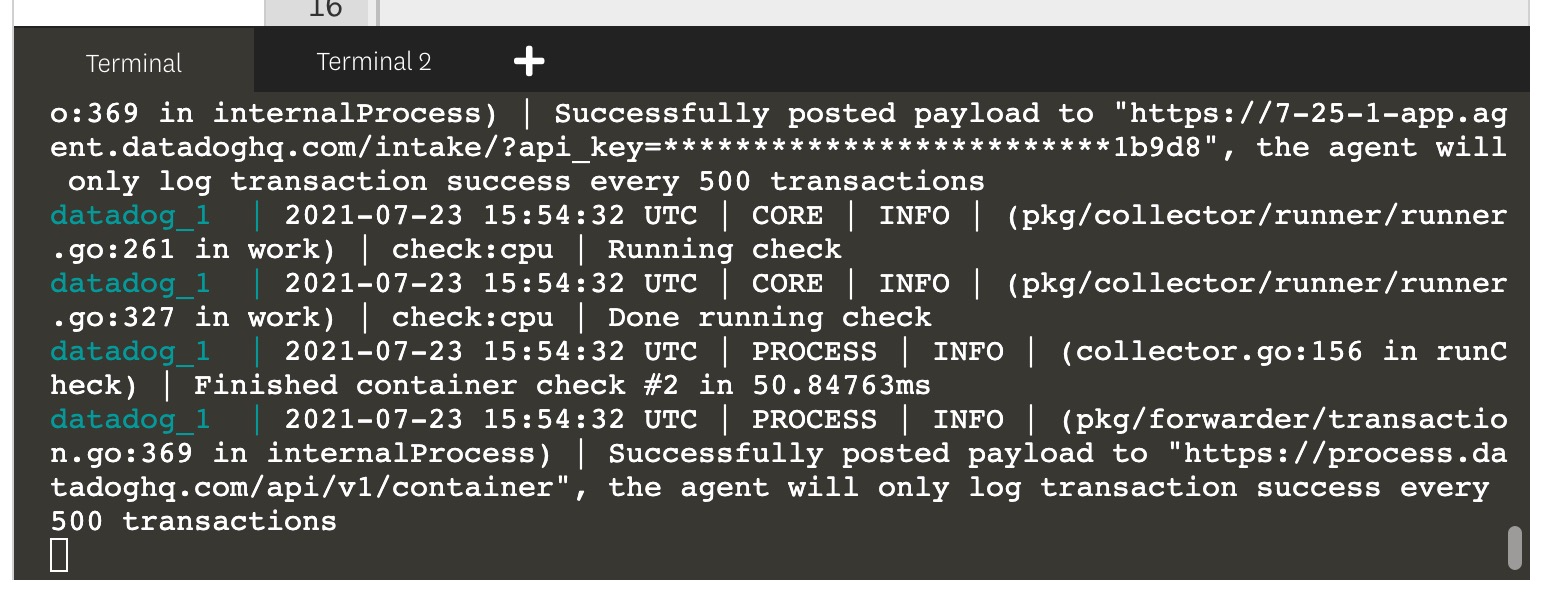 16
Terminal
Terminal 2
o:369 in internalProcess) | Successfully posted payload to "https://7-25-1-app.ag
ent.datadoghq.com/intake/?api_key=*************************1b9d8", the agent will
 only log transaction success every 500 transactions
datadog_1  | 2021-07-23 15:54:32 UTC | CORE | INFO | (pkg/collector/runner/runner
.go:261 in work) | check:cpu | Running check
datadog_1  | 2021-07-23 15:54:32 UTC | CORE | INFO | (pkg/collector/runner/runner
.go:327 in work) | check:cpu | Done running check
datadog_1  | 2021-07-23 15:54:32 UTC | PROCESS | INFO | (collector.go:156 in runC
heck) | Finished container check #2 in 50.84763ms
datadog_1  | 2021-07-23 15:54:32 UTC | PROCESS | INFO | (pkg/forwarder/transactio
n.go:369 in internalProcess) | Successfully posted payload to "https://process.da
tadoghq.com/api/v1/container", the agent will only log transaction success every
500 transactions